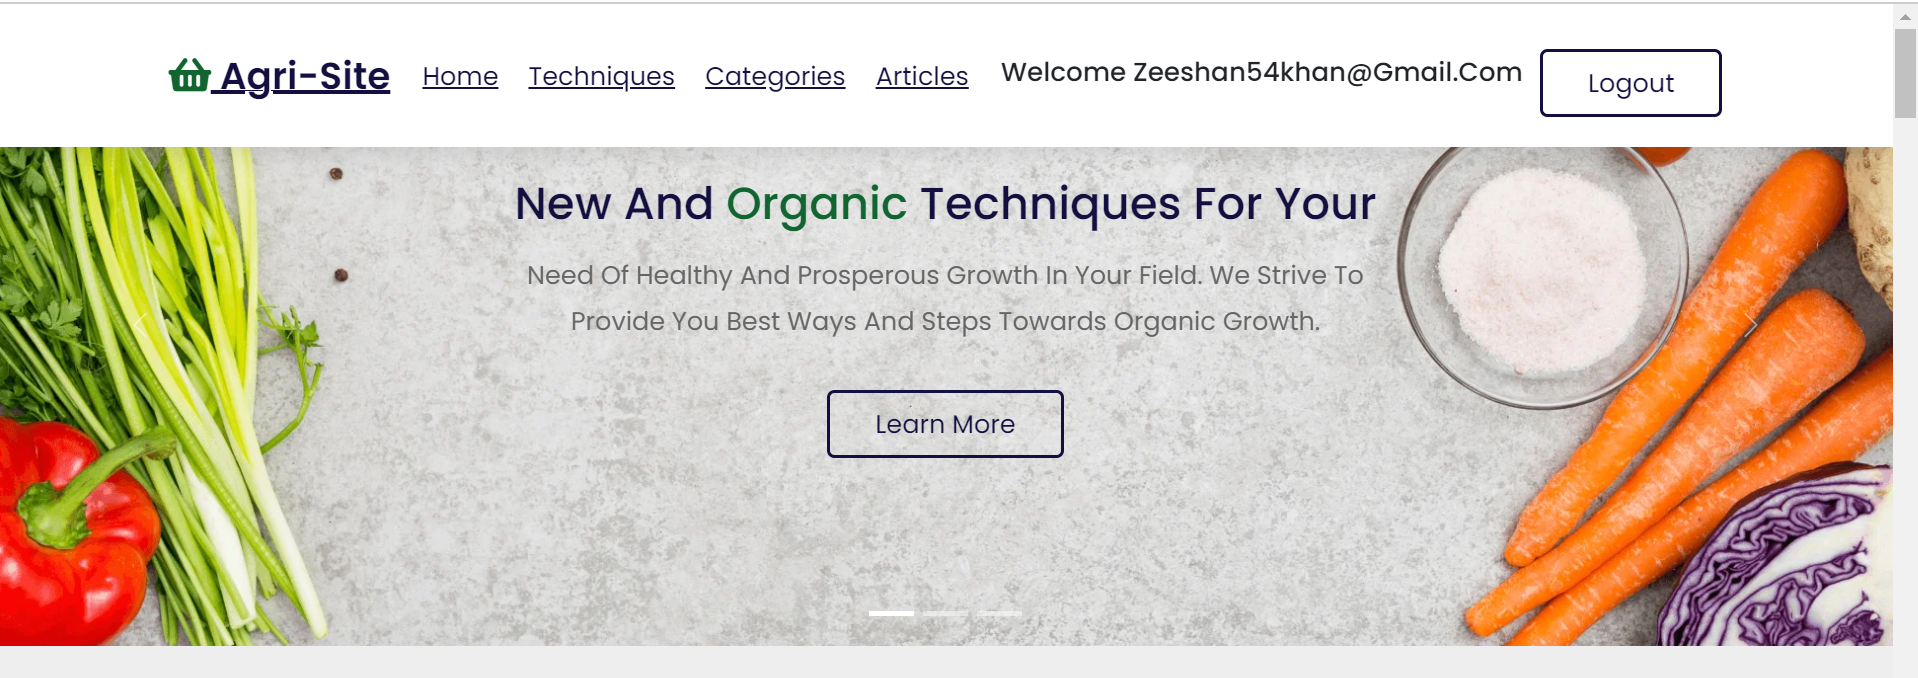 Agri-Site Home Techniques Categories Articles Welcome Zeeshan54khan@Gmail.Com Logout
New And Organic Techniques For Your
Need Of Healthy And Prosperous Growth In Your Field. We Strive To
Provide You Best Ways And Steps Towards Organic Growth.
Learn More